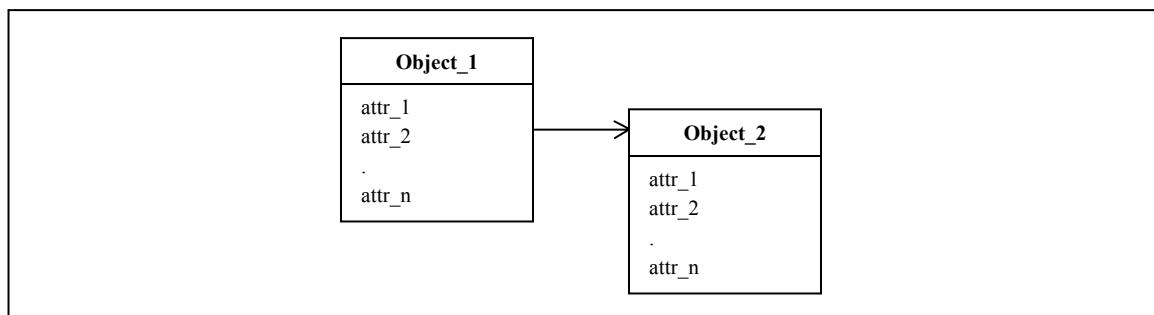 Object_1
attr_1
attr_2
.
attr_n
Object_2
attr_1
attr_2
.
attr_n